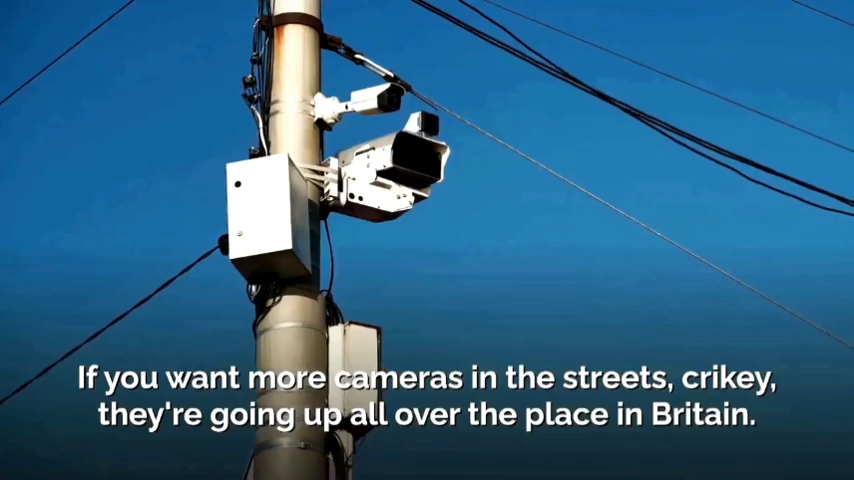 If you want more cameras in the streets, crikey,
they're going up all over the place in Britain.